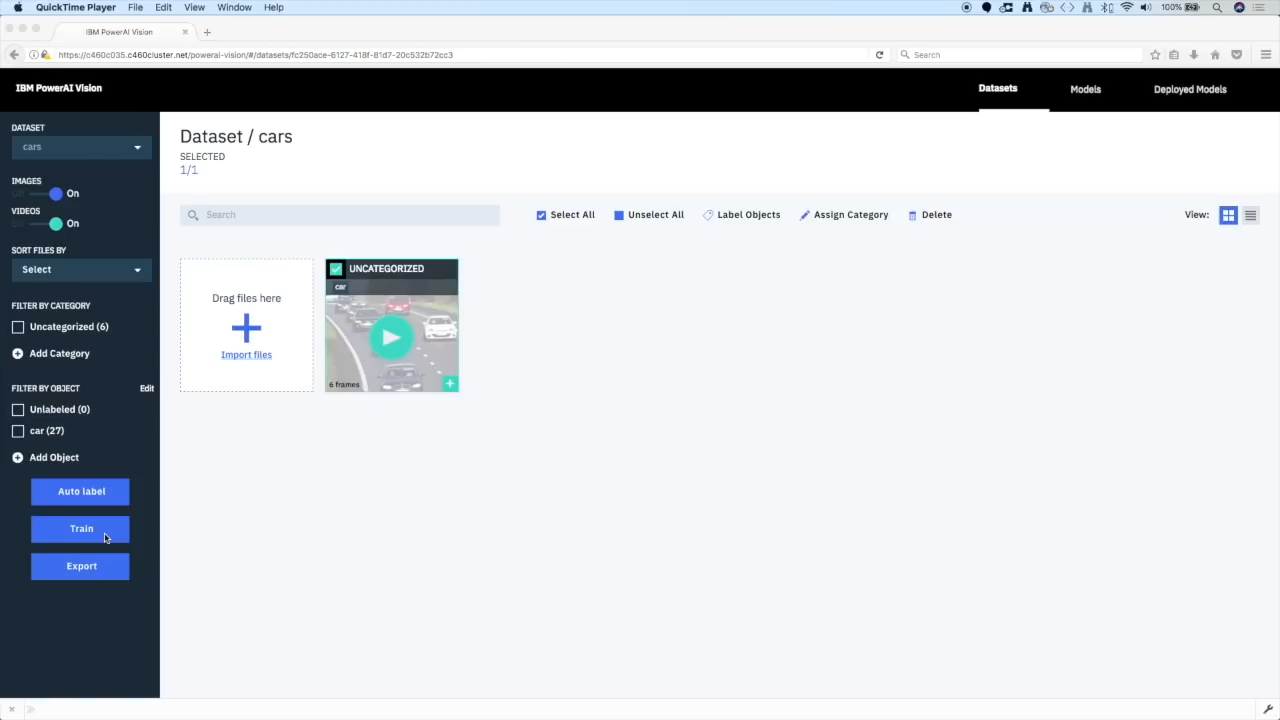 QuickTime Player File Edit View Window Help 100%
IBM PowerAI Vision
https://c460c035.c460cluster.net/powerai-vision/#/datasets/fc250ace-6127-418f-81d7-20c532b72cc3 Search
IBM PowerAI Vision Datasets Models Deployed Models
DATASET
cars
IMAGES
Off On
VIDEOS
On
SORT FILES BY
Select
FILTER BY CATEGORY
Uncategorized (6)
Add Category
FILTER BY OBJECT Edit
Unlabeled (0)
car (27)
Add Object
Auto label
Train
Export
Dataset / cars
SELECTED
1/1
Search Select All Unselect All Label Objects Assign Category Delete View:
Drag files here
Import files
UNCATEGORIZED
car
6 frames